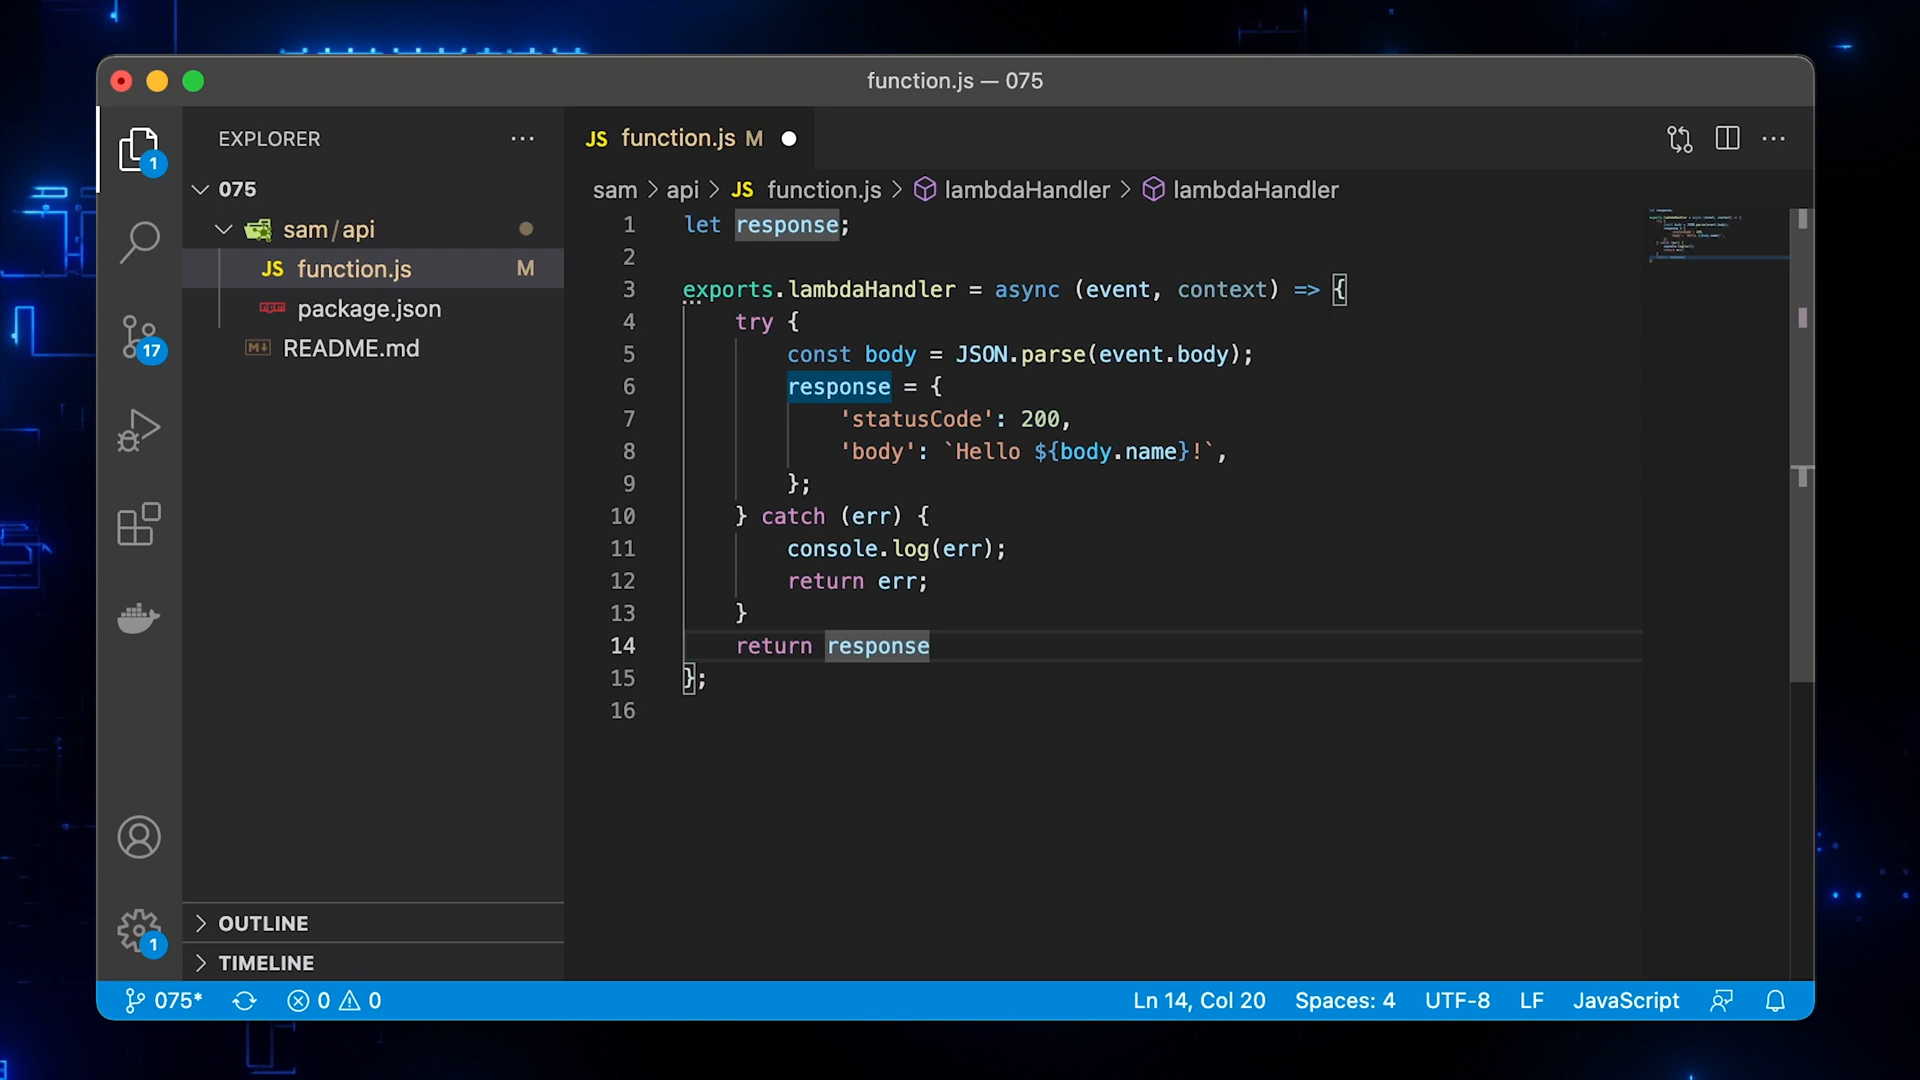 function.js — 075
EXPLORER
JS function.js M
075
sam > api > JS function.js > lambdaHandler > lambdaHandler
sam/api
JS function.js M
package.json
M↓ README.md
1
17
1
1 let response;
2
3 exports.lambdaHandler = async (event, context) => {
4 try {
5 const body = JSON.parse(event.body);
6 response = {
7 'statusCode': 200,
8 'body': `Hello ${body.name}!`,
9 };
10 } catch (err) {
11 console.log(err);
12 return err;
13 }
14 return response
15 };
16
OUTLINE
TIMELINE
075* 0 0 Ln 14, Col 20 Spaces: 4 UTF-8 LF JavaScript